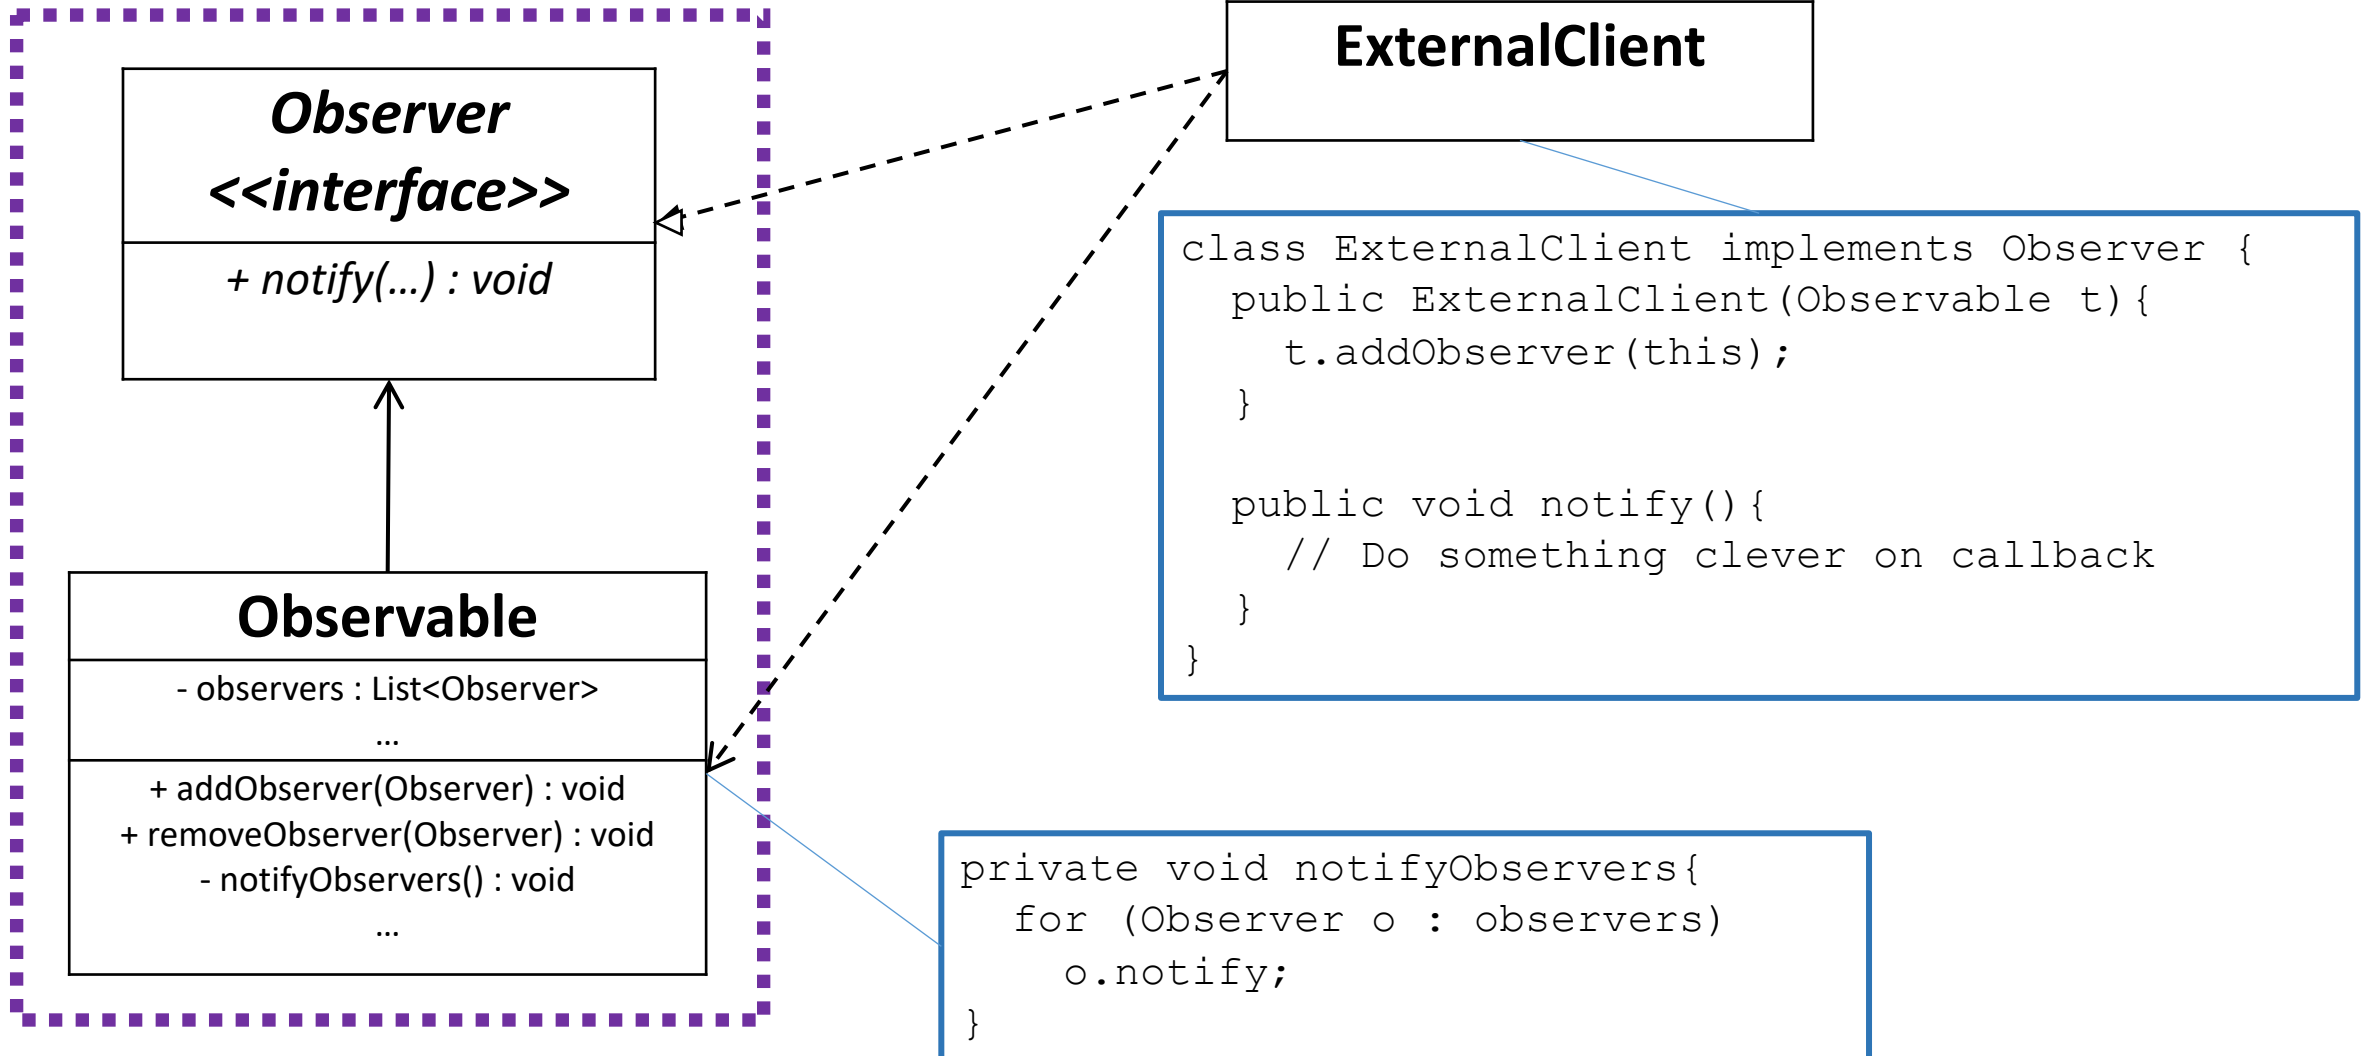 Observer
<<interface>>
+ notify(…) : void
Observable
- observers : List<Observer>
…
+ addObserver(Observer) : void
+ removeObserver(Observer) : void
- notifyObservers() : void
…
ExternalClient
class ExternalClient implements Observer {
  public ExternalClient(Observable t){
    t.addObserver(this);
  }
  public void notify(){
    // Do something clever on callback
  }
}
private void notifyObservers{
  for (Observer o : observers)
    o.notify;
}